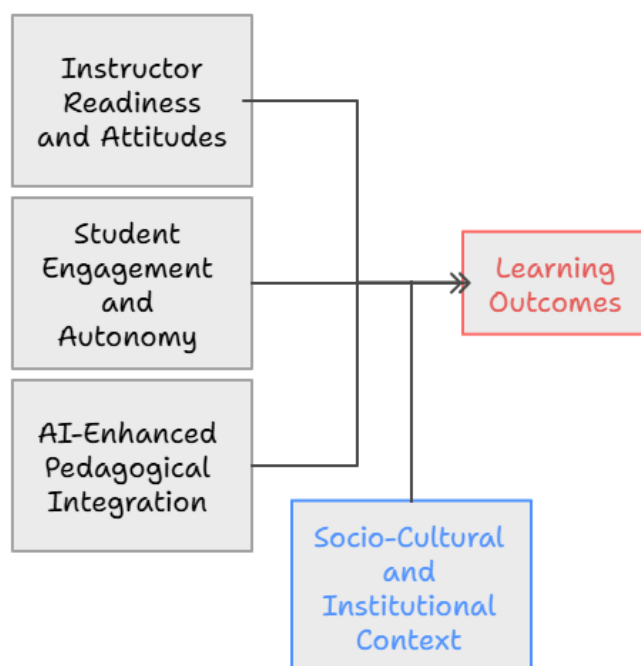 Instructor
Readiness
and Attitudes
Student
Engagement
and
Autonomy
AI-Enhanced
Pedagogical
Integration
Learning
Outcomes
Socio-Cultural
and
Institutional
Context